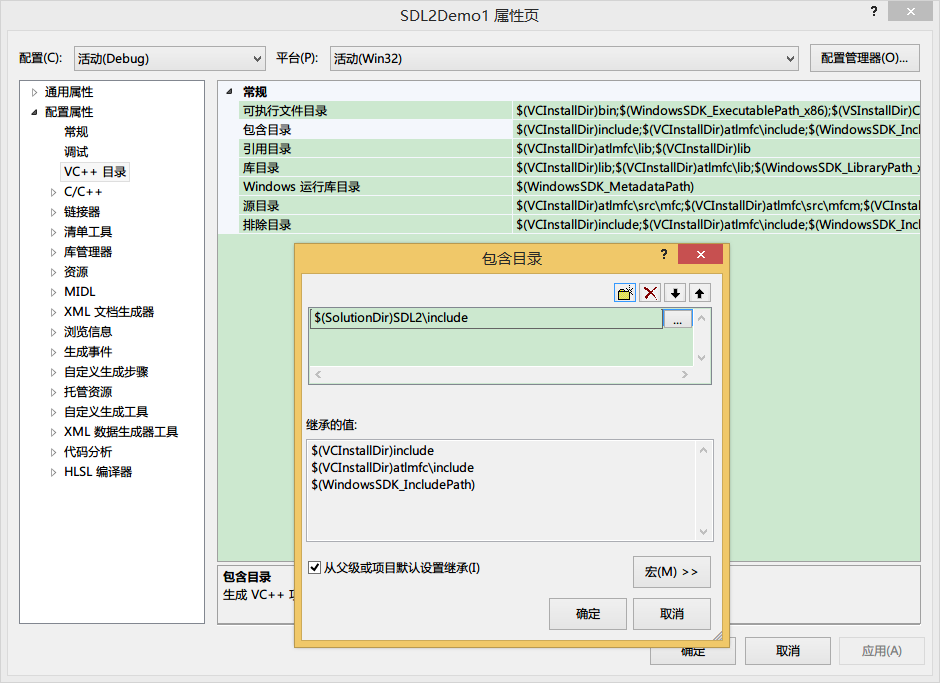 SDL2Demo1 属性页
?
配置(C): 活动(Debug) 平台(P): 活动(Win32) 配置管理器(O)...
通用属性
配置属性
常规
调试
VC++ 目录
C/C++
链接器
清单工具
库管理器
资源
MIDL
XML 文档生成器
浏览信息
生成事件
自定义生成步骤
托管资源
自定义生成工具
XML 数据生成器工具
代码分析
HLSL 编译器
常规
可执行文件目录 $(VCInstallDir)bin;$(WindowsSDK_ExecutablePath_x86);$(VSInstallDir)C
包含目录 $(VCInstallDir)include;$(VCInstallDir)atlmfc\include;$(WindowsSDK_Incl
引用目录 $(VCInstallDir)atlmfc\lib;$(VCInstallDir)lib
库目录 $(VCInstallDir)lib;$(VCInstallDir)atlmfc\lib;$(WindowsSDK_LibraryPath_x
Windows 运行库目录 $(WindowsSDK_MetadataPath)
源目录 $(VCInstallDir)atlmfc\src\mfc;$(VCInstallDir)atlmfc\src\mfcm;$(VCInstal
排除目录 $(VCInstallDir)include;$(VCInstallDir)atlmfc\include;$(WindowsSDK_Incl
包含目录
?
$(SolutionDir)SDL2\include
...
继承的值:
$(VCInstallDir)include
$(VCInstallDir)atlmfc\include
$(WindowsSDK_IncludePath)
从父级或项目默认设置继承(I)
宏(M) >>
确定 取消
包含目录
生成 VC++
确定 取消 应用(A)